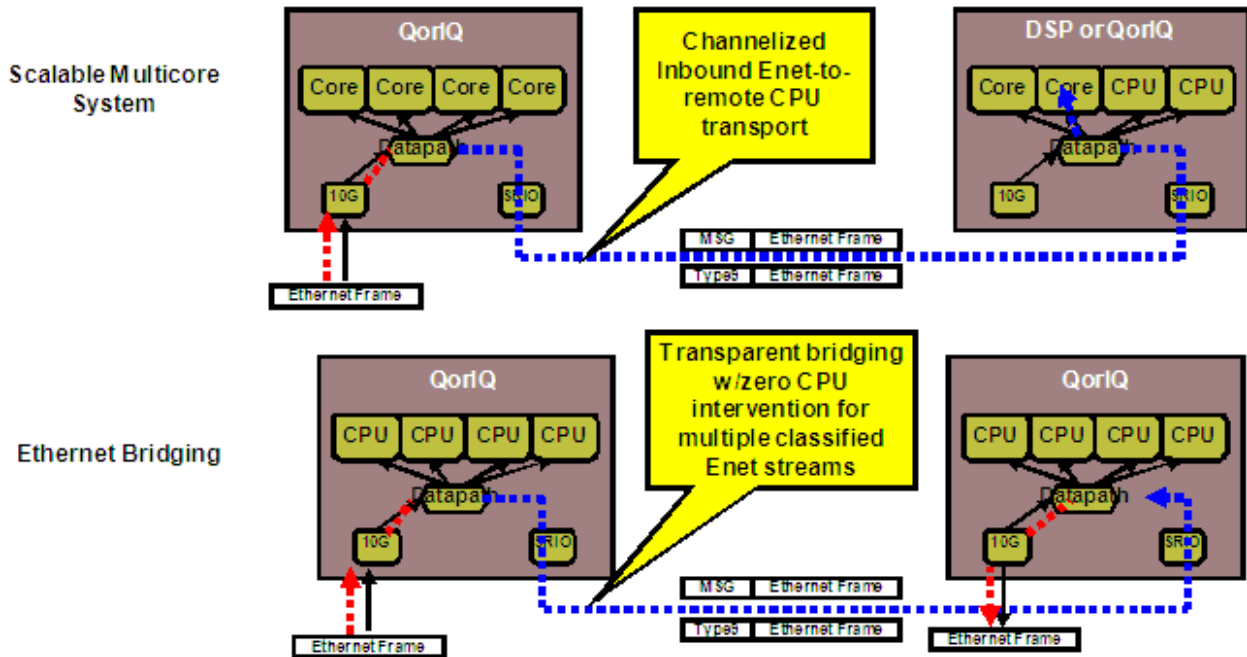 QorIQ
DSP or QorIQ
Scalable Multicore
System
Channelized
Inbound Enet-to-
remote CPU
transport
Core Core Core Core
Core Core CPU CPU
Datapath
Datapath
10G
SRIO
10G
SRIO
MSG Ethernet Frame
Type9 Ethernet Frame
Ethernet Frame
QorIQ
QorIQ
Ethernet Bridging
Transparent bridging
w/zero CPU
intervention for
multiple classified
Enet streams
CPU CPU CPU CPU
CPU CPU CPU CPU
Datapath
Datapath
10G
SRIO
10G
SRIO
MSG Ethernet Frame
Type9 Ethernet Frame
Ethernet Frame
Ethernet Frame